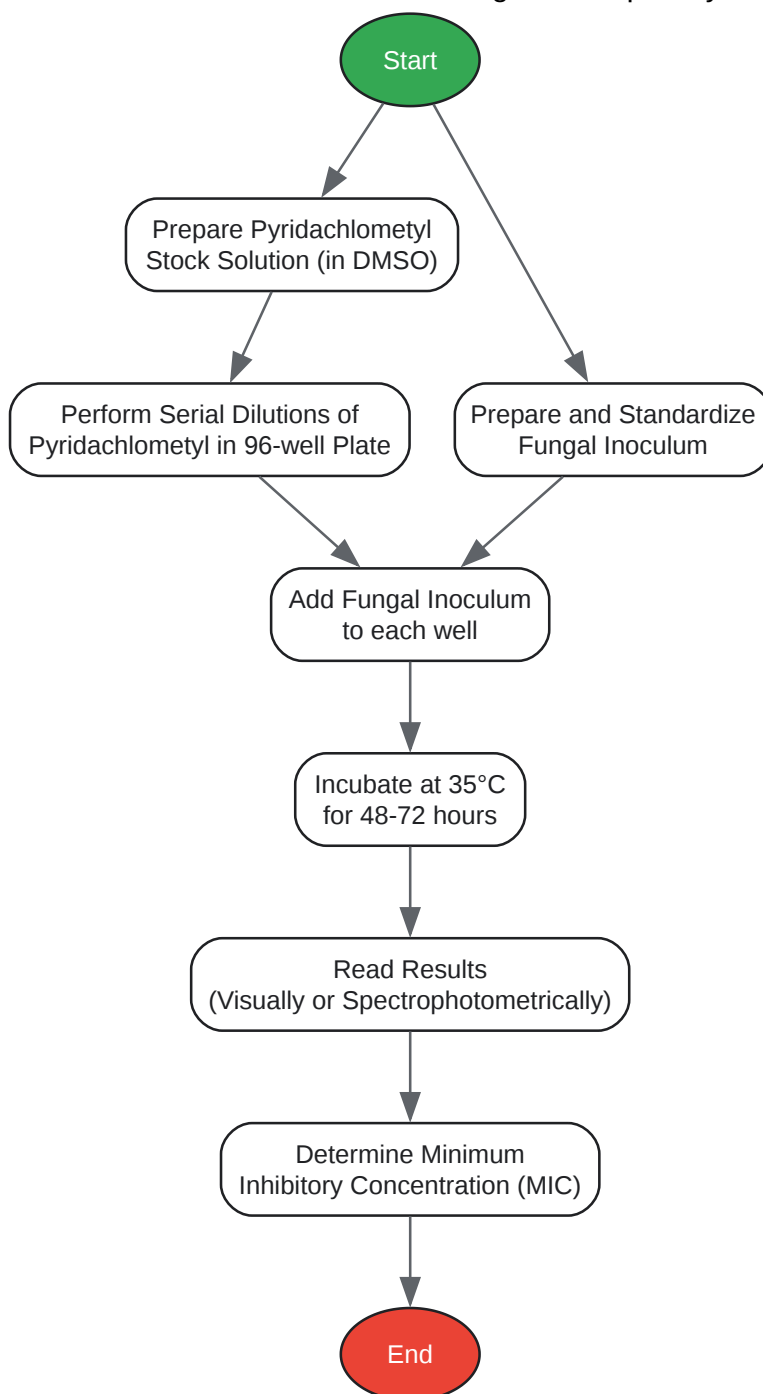 Start
Prepare Pyridachlometyl
Stock Solution (in DMSO)
Perform Serial Dilutions of
Pyridachlometyl in 96-well Plate
Prepare and Standardize
Fungal Inoculum
Add Fungal Inoculum
to each well
Incubate at 35°C
for 48-72 hours
Read Results
(Visually or Spectrophotometrically)
Determine Minimum
Inhibitory Concentration (MIC)
End